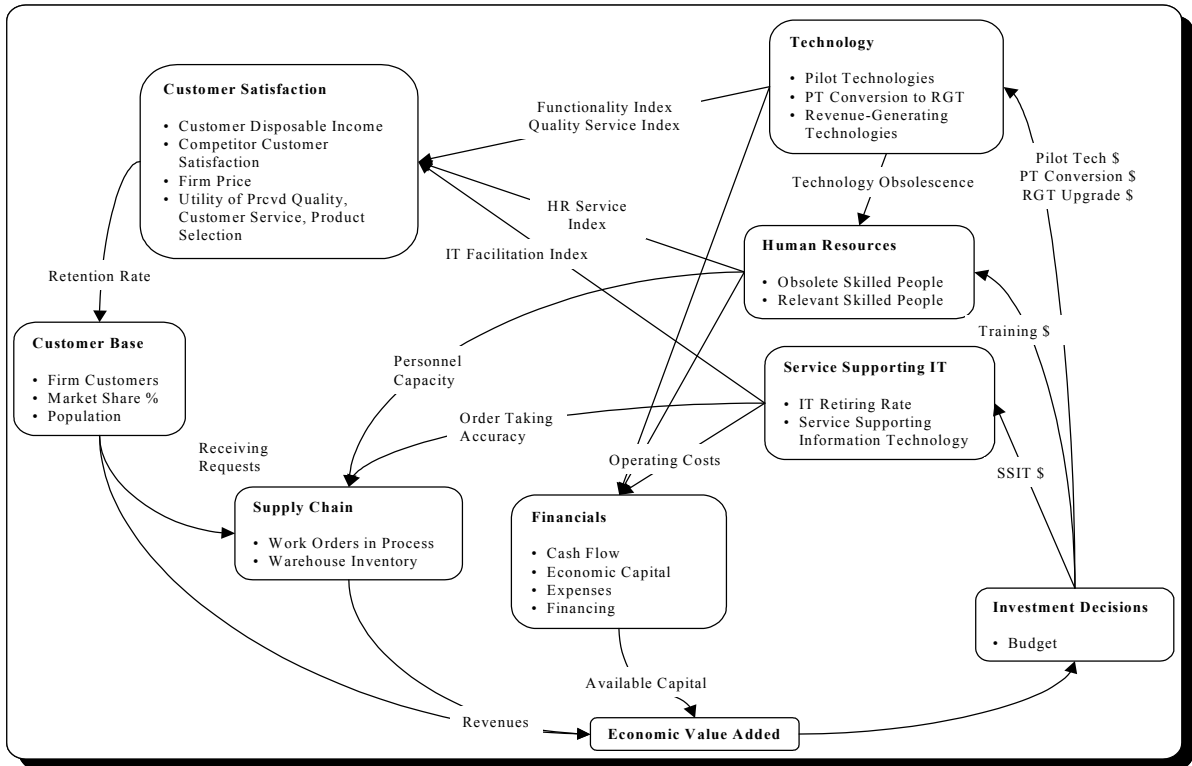 Technology
• Pilot Technologies
• PT Conversion to RGT
• Revenue-Generating
Technologies
Customer Satisfaction
• Customer Disposable Income
• Competitor Customer
Satisfaction
• Firm Price
• Utility of Prcvd Quality,
Customer Service, Product
Selection
Functionality Index
Quality Service Index
Pilot Tech $
PT Conversion $
RGT Upgrade $
Technology Obsolescence
HR Service
Index
IT Facilitation Index
Human Resources
• Obsolete Skilled People
• Relevant Skilled People
Retention Rate
Customer Base
• Firm Customers
• Market Share %
• Population
Training $
Personnel
Capacity
Service Supporting IT
• IT Retiring Rate
• Service Supporting
Information Technology
Order Taking
Accuracy
Receiving
Requests
Operating Costs
SSIT $
Supply Chain
• Work Orders in Process
• Warehouse Inventory
Financials
• Cash Flow
• Economic Capital
• Expenses
• Financing
Investment Decisions
• Budget
Available Capital
Revenues
Economic Value Added